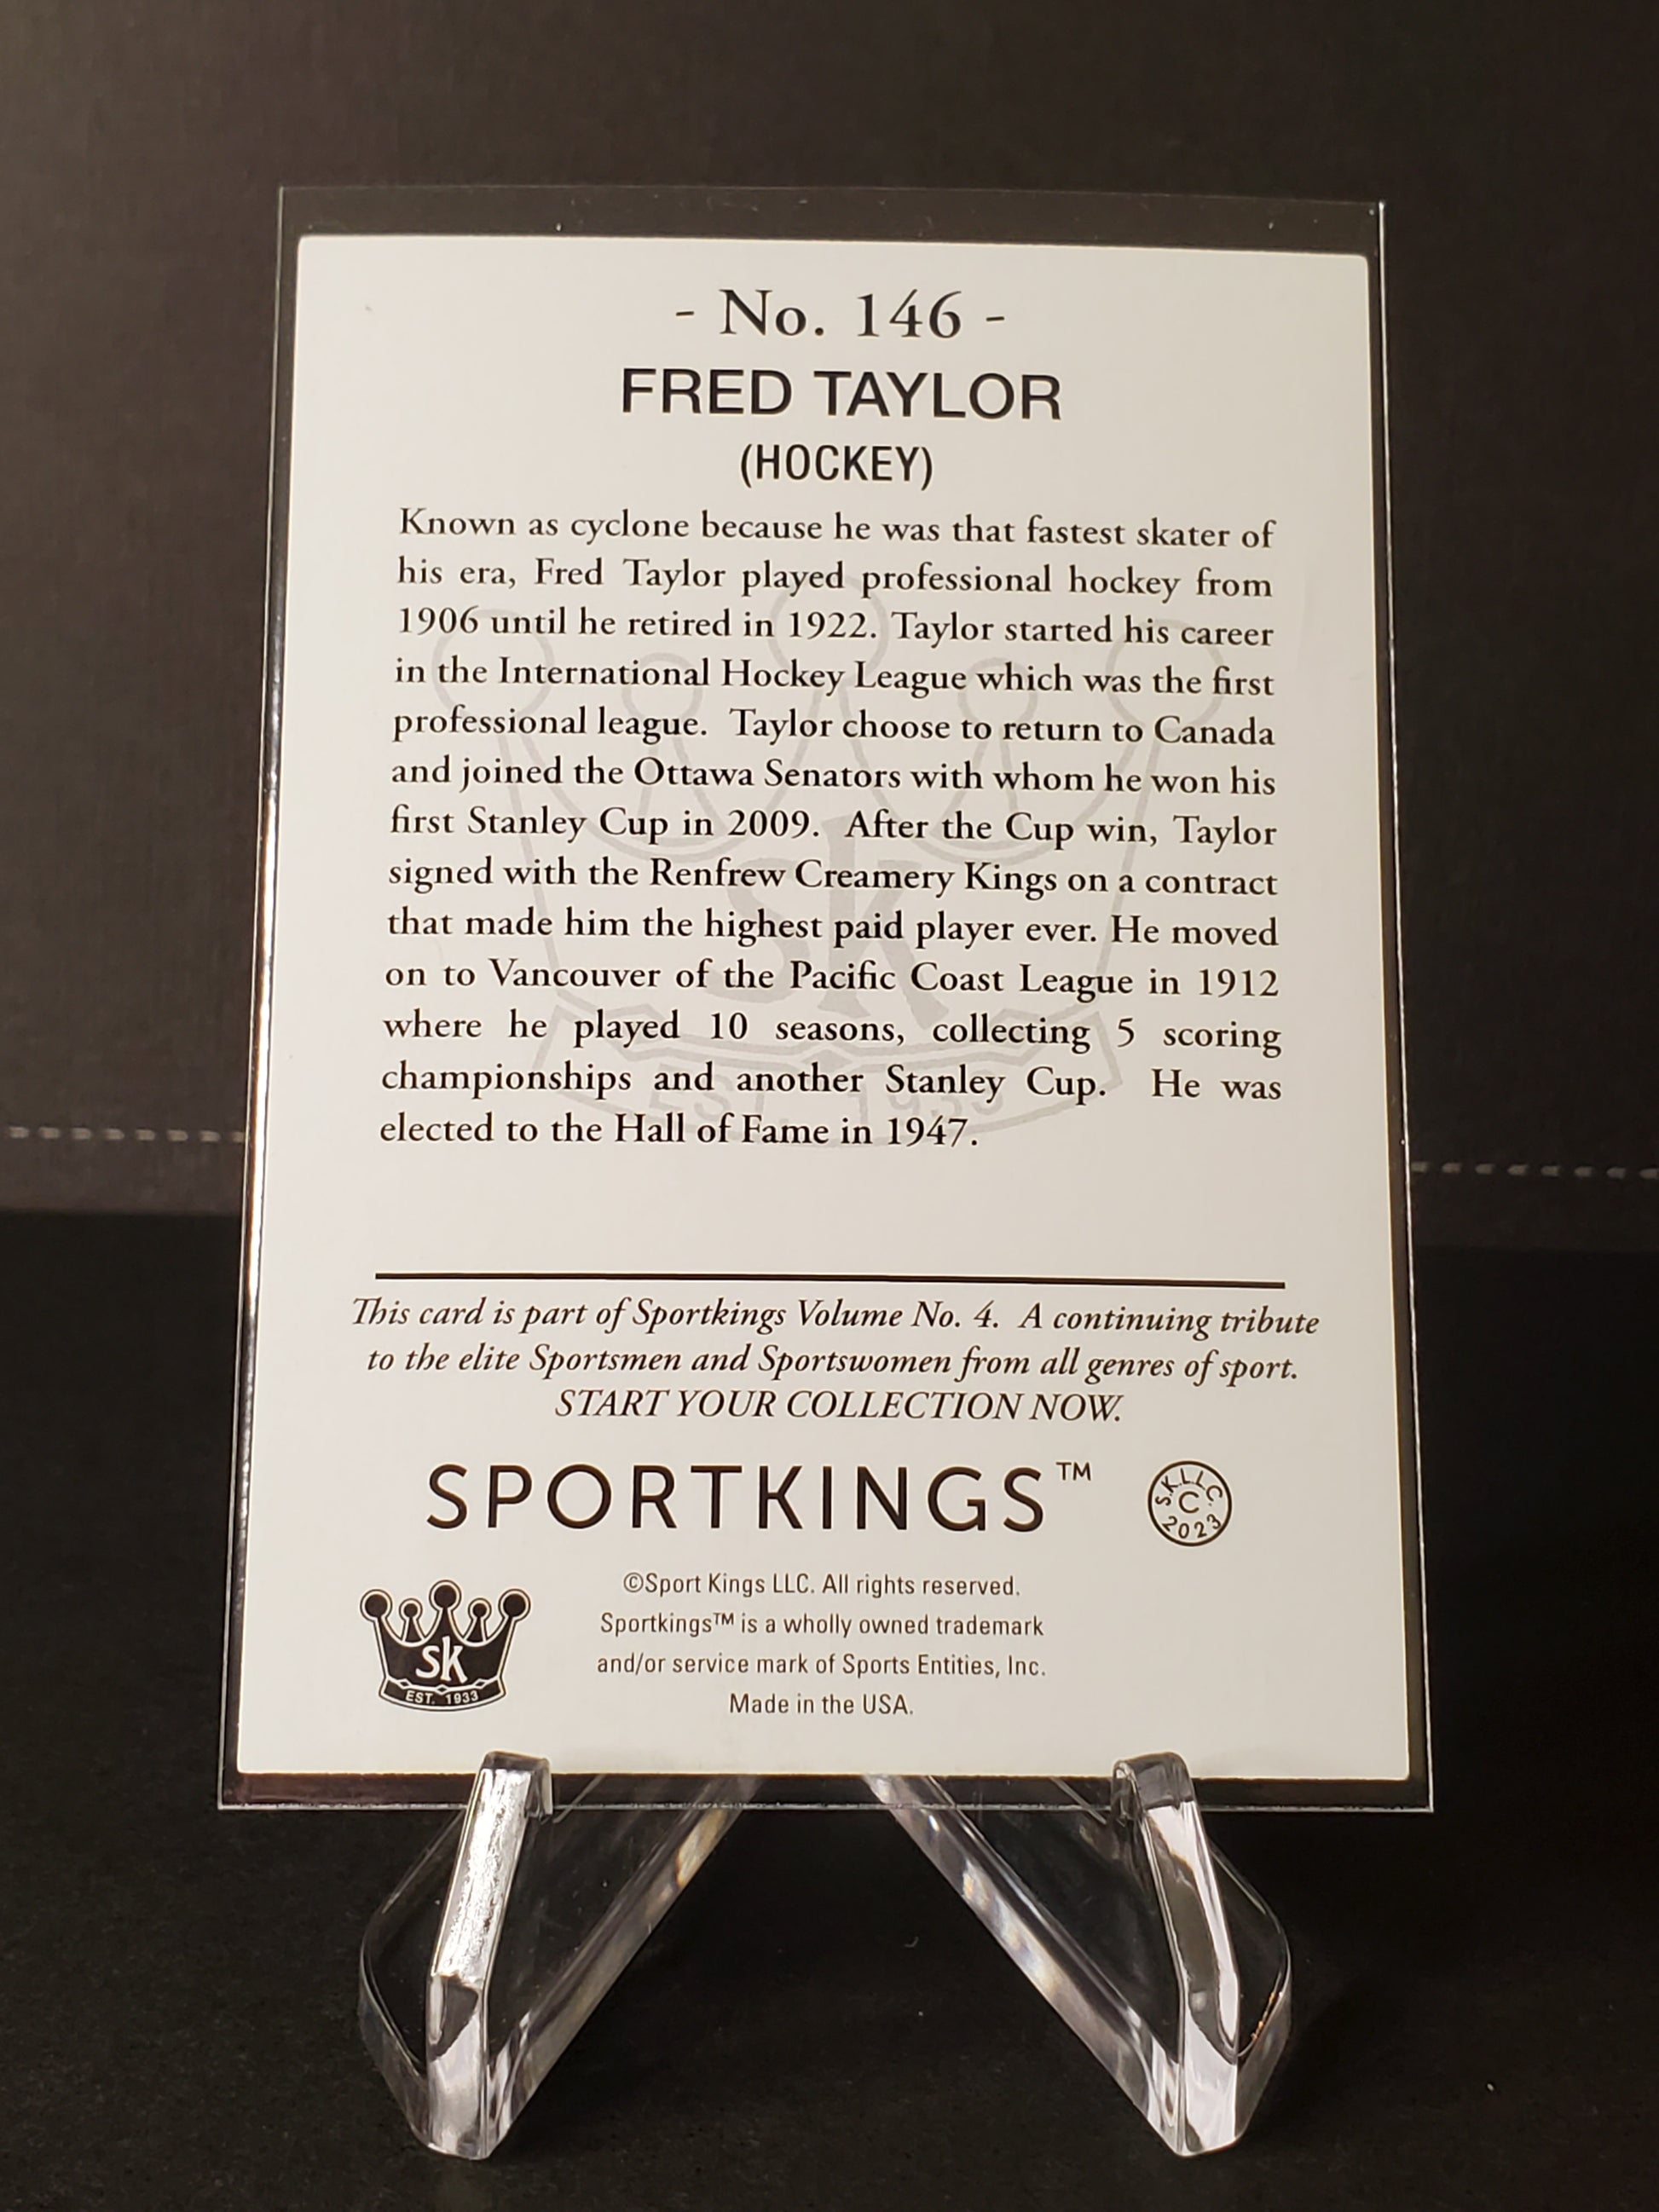 - No. 146 -
FRED TAYLOR
(HOCKEY)
Known as cyclone because he was that fastest skater of
his era, Fred Taylor played professional hockey from
1906 until he retired in 1922. Taylor started his career
in the International Hockey League which was the first
professional league. Taylor choose to return to Canada
and joined the Ottawa Senators with whom he won his
first Stanley Cup in 2009. After the Cup win, Taylor
signed with the Renfrew Creamery Kings on a contract
that made him the highest paid player ever. He moved
on to Vancouver of the Pacific Coast League in 1912
where he played 10 seasons, collecting 5 scoring
championships and another Stanley Cup. He was
elected to the Hall of Fame in 1947.
sk
EST. 1933
This card is part of Sportkings Volume No. 4. A continuing tribute
to the elite Sportsmen and Sportswomen from all genres of sport.
START YOUR COLLECTION NOW.
SPORTKINGS™
S.K.L.L.C.
C
2023
©Sport Kings LLC. All rights reserved.
Sportkings™ is a wholly owned trademark
and/or service mark of Sports Entities, Inc.
Made in the USA.
sk
EST. 1933